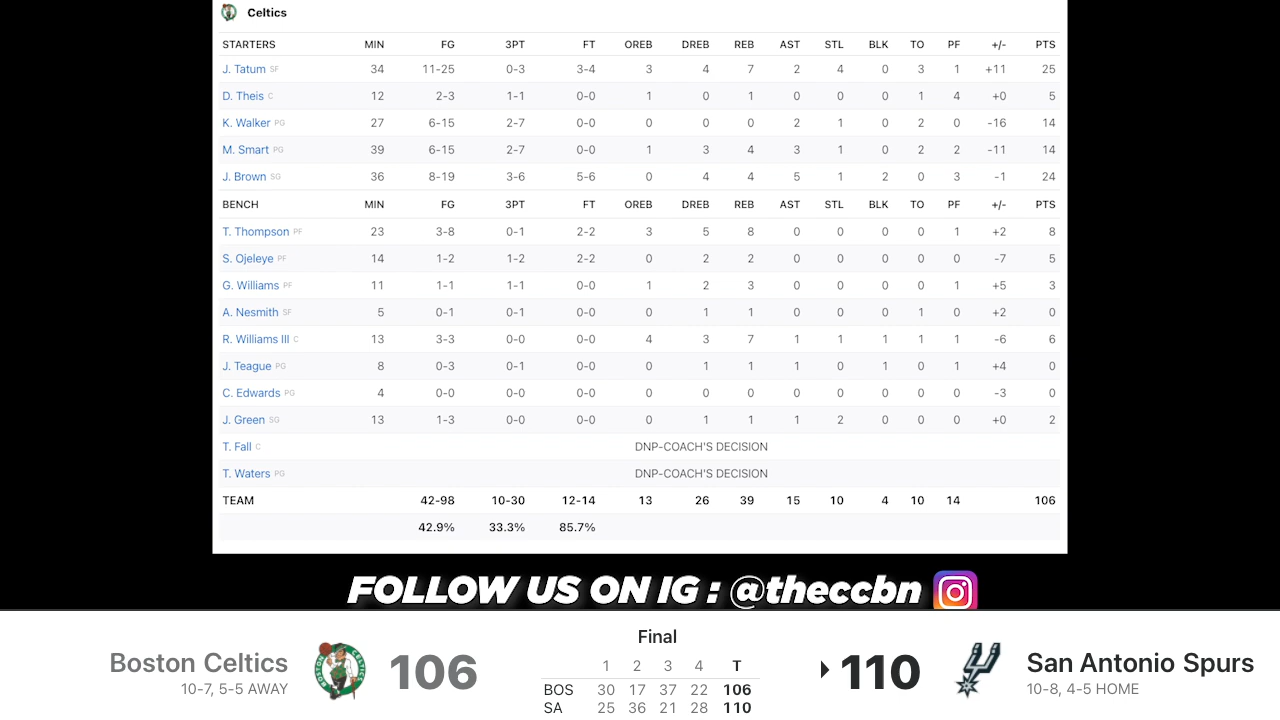 Celtics
STARTERS MIN FG 3PT FT OREB DREB REB AST STL BLK TO PF +/- PTS
J. Tatum SF 34 11-25 0-3 3-4 3 4 7 2 4 0 3 1 +11 25
D. Theis C 12 2-3 1-1 0-0 1 0 1 0 0 0 1 4 +0 5
K. Walker PG 27 6-15 2-7 0-0 0 0 0 2 1 0 2 0 -16 14
M. Smart PG 39 6-15 2-7 0-0 1 3 4 3 1 0 2 2 -11 14
J. Brown SG 36 8-19 3-6 5-6 0 4 4 5 1 2 0 3 -1 24
BENCH MIN FG 3PT FT OREB DREB REB AST STL BLK TO PF +/- PTS
T. Thompson PF 23 3-8 0-1 2-2 3 5 8 0 0 0 0 1 +2 8
S. Ojeleye PF 14 1-2 1-2 2-2 0 2 2 0 0 0 0 0 -7 5
G. Williams PF 11 1-1 1-1 0-0 1 2 3 0 0 0 0 1 +5 3
A. Nesmith SF 5 0-1 0-1 0-0 0 1 1 0 0 0 1 0 +2 0
R. Williams III C 13 3-3 0-0 0-0 4 3 7 1 1 1 1 1 -6 6
J. Teague PG 8 0-3 0-1 0-0 0 1 1 1 0 1 0 1 +4 0
C. Edwards PG 4 0-0 0-0 0-0 0 0 0 0 0 0 0 0 -3 0
J. Green SG 13 1-3 0-0 0-0 0 1 1 1 2 0 0 0 +0 2
T. Fall C DNP-COACH'S DECISION
T. Waters PG DNP-COACH'S DECISION
TEAM 42-98 10-30 12-14 13 26 39 15 10 4 10 14 106
42.9% 33.3% 85.7%
FOLLOW US ON IG : @theccbn
Final
Boston Celtics 106 1 2 3 4 T 110 San Antonio Spurs
10-7, 5-5 AWAY BOS 30 17 37 22 106 10-8, 4-5 HOME
SA 25 36 21 28 110